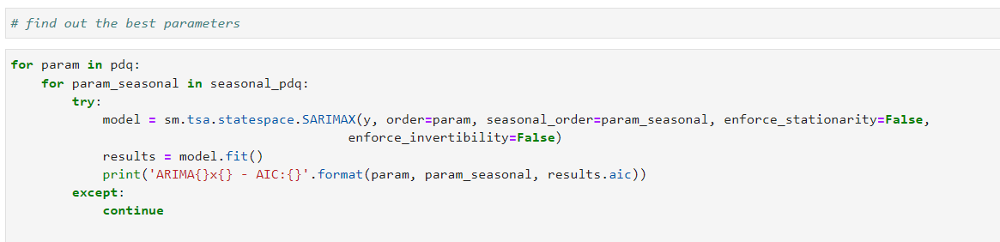 # find out the best parameters
for param in pdq:
    for param_seasonal in seasonal_pdq:
        try:
            model = sm.tsa.statespace.SARIMAX(y, order=param, seasonal_order=param_seasonal, enforce_stationarity=False,
                                            enforce_invertibility=False)
            results = model.fit()
            print('ARIMA{}x{} - AIC:{}'.format(param, param_seasonal, results.aic))
        except:
            continue